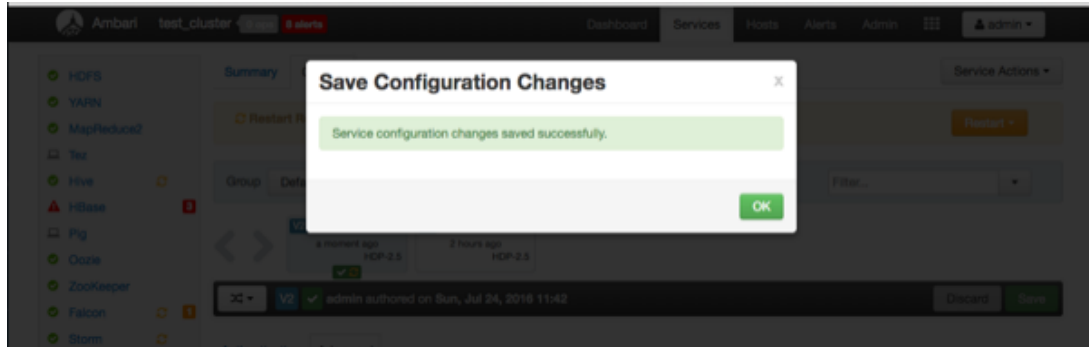 Ambari test_cluster 8 alerts Dashboard Services Hosts Alerts Admin admin
HDFS
YARN
MapReduce2
Tez
Hive
HBase 3
Pig
Oozie
ZooKeeper
Falcon 1
Storm
Summary Service Actions
Save Configuration Changes x
Service configuration changes saved successfully.
OK
Restart
Restart
Group Filter...
a moment ago
HDP-2.5
2 hours ago
HDP-2.5
V2 admin authored on Sun, Jul 24, 2016 11:42 Discard Save